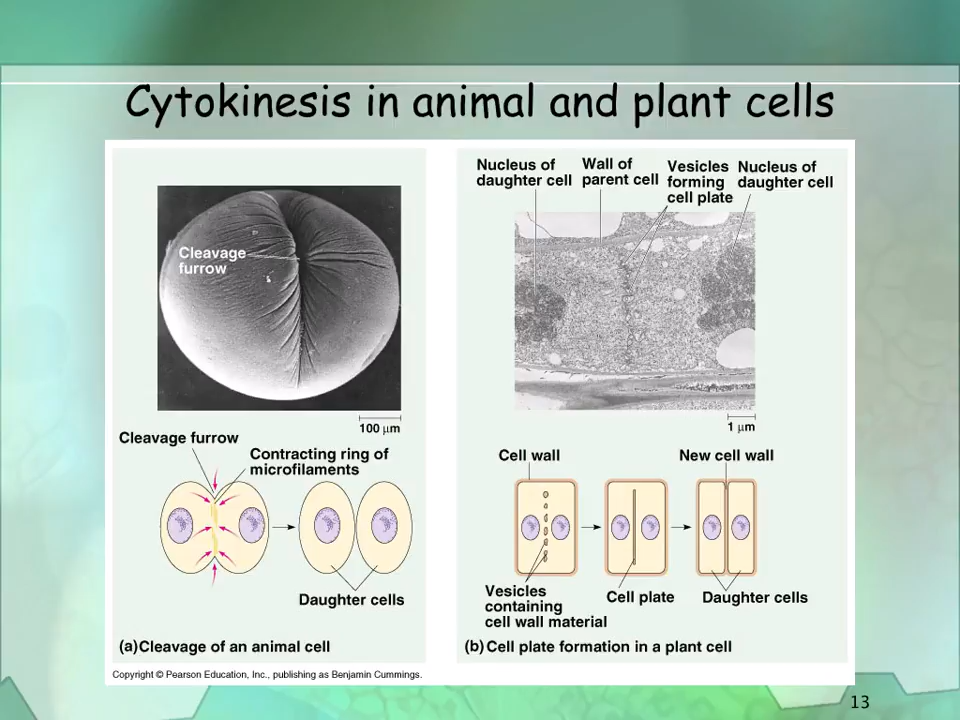 Cytokinesis in animal and plant cells
Cleavage
furrow
100 μm
Cleavage furrow
Contracting ring of
microfilaments
Daughter cells
(a)Cleavage of an animal cell
Nucleus of
daughter cell
Wall of
parent cell
Vesicles
forming
cell plate
Nucleus of
daughter cell
1 μm
Cell wall
New cell wall
Vesicles
containing
cell wall material
Cell plate
Daughter cells
(b)Cell plate formation in a plant cell
Copyright © Pearson Education, Inc., publishing as Benjamin Cummings.
13